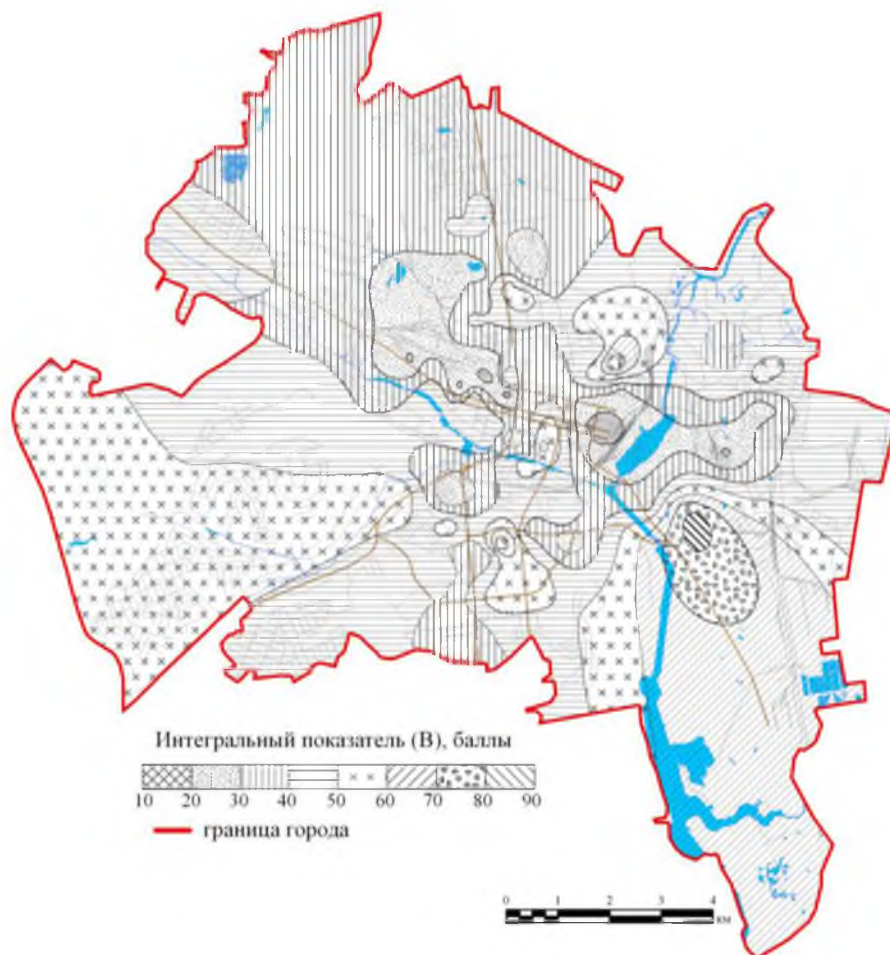 Интегральный показатель (В), баллы
10 20 30 40 50 60 70 80 90
граница города
0 1 2 3 4
км